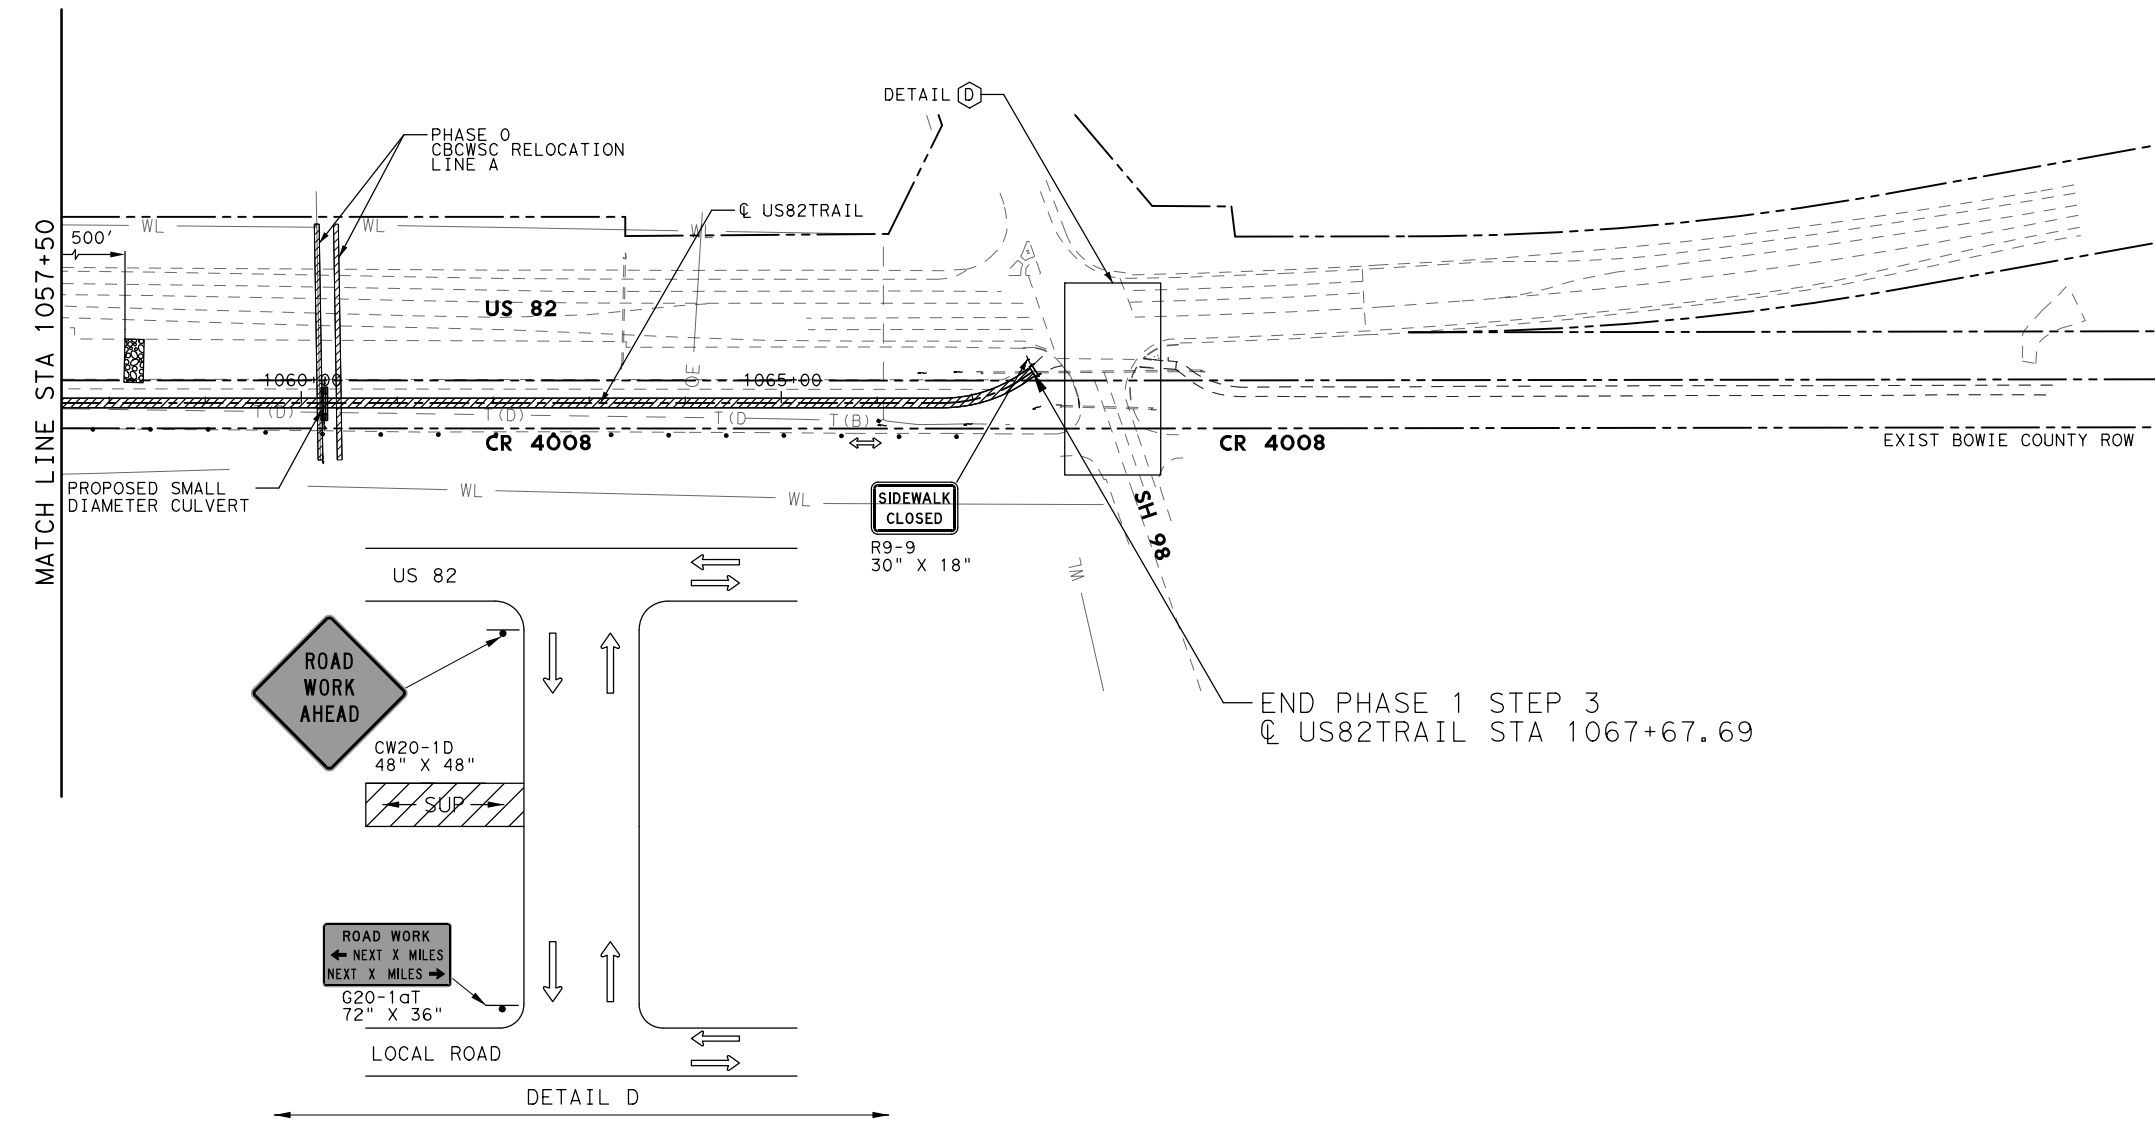 DETAIL D
PHASE 0
CBCWSC RELOCATION
LINE A
℄ US82TRAIL
WL
WL
WL
500'
MATCH LINE STA 1057+50
US 82
OE
1060+00
1065+00
T(D)
T(D)
T(D
T(B)
CR 4008
CR 4008
EXIST BOWIE COUNTY ROW
PROPOSED SMALL
DIAMETER CULVERT
WL
WL
WL
SIDEWALK
CLOSED
R9-9
30" X 18"
SH 98
END PHASE 1 STEP 3
℄ US82TRAIL STA 1067+67.69
US 82
ROAD
WORK
AHEAD
CW20-1D
48" X 48"
SUP
ROAD WORK
← NEXT X MILES
NEXT X MILES →
G20-1aT
72" X 36"
LOCAL ROAD
DETAIL D